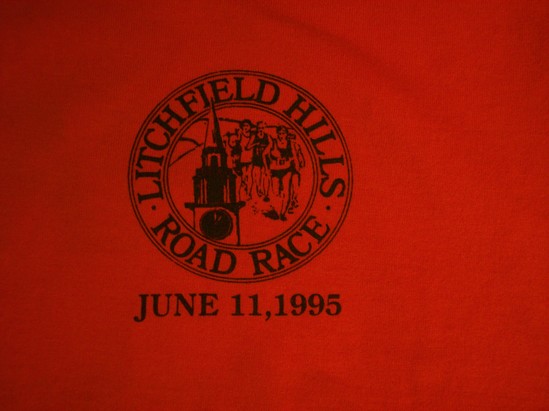 LITCHFIELD HILLS
· ROAD RACE ·
JUNE 11,1995